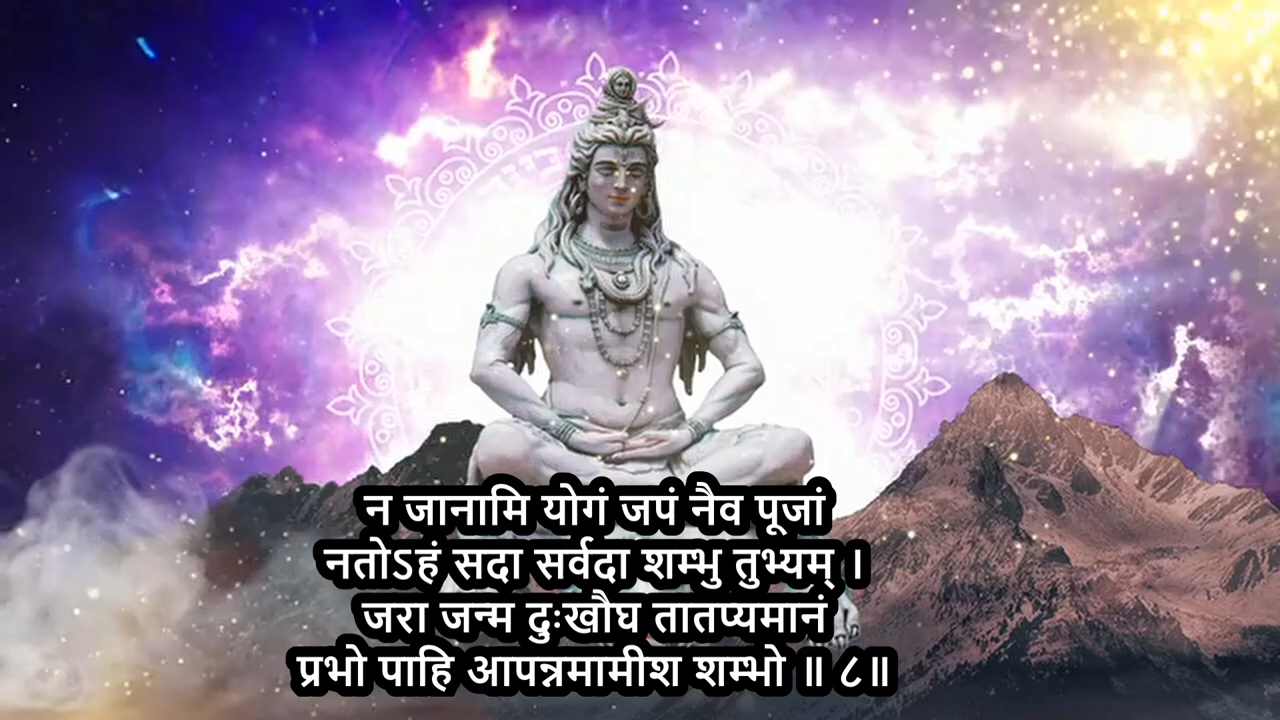 न जानामि योगं जपं नैव पूजां
नतोऽहं सदा सर्वदा शम्भु तुभ्यम् ।
जरा जन्म दुःखौघ तातप्यमानं
प्रभो पाहि आपन्नमामीश शम्भो ॥ ८॥